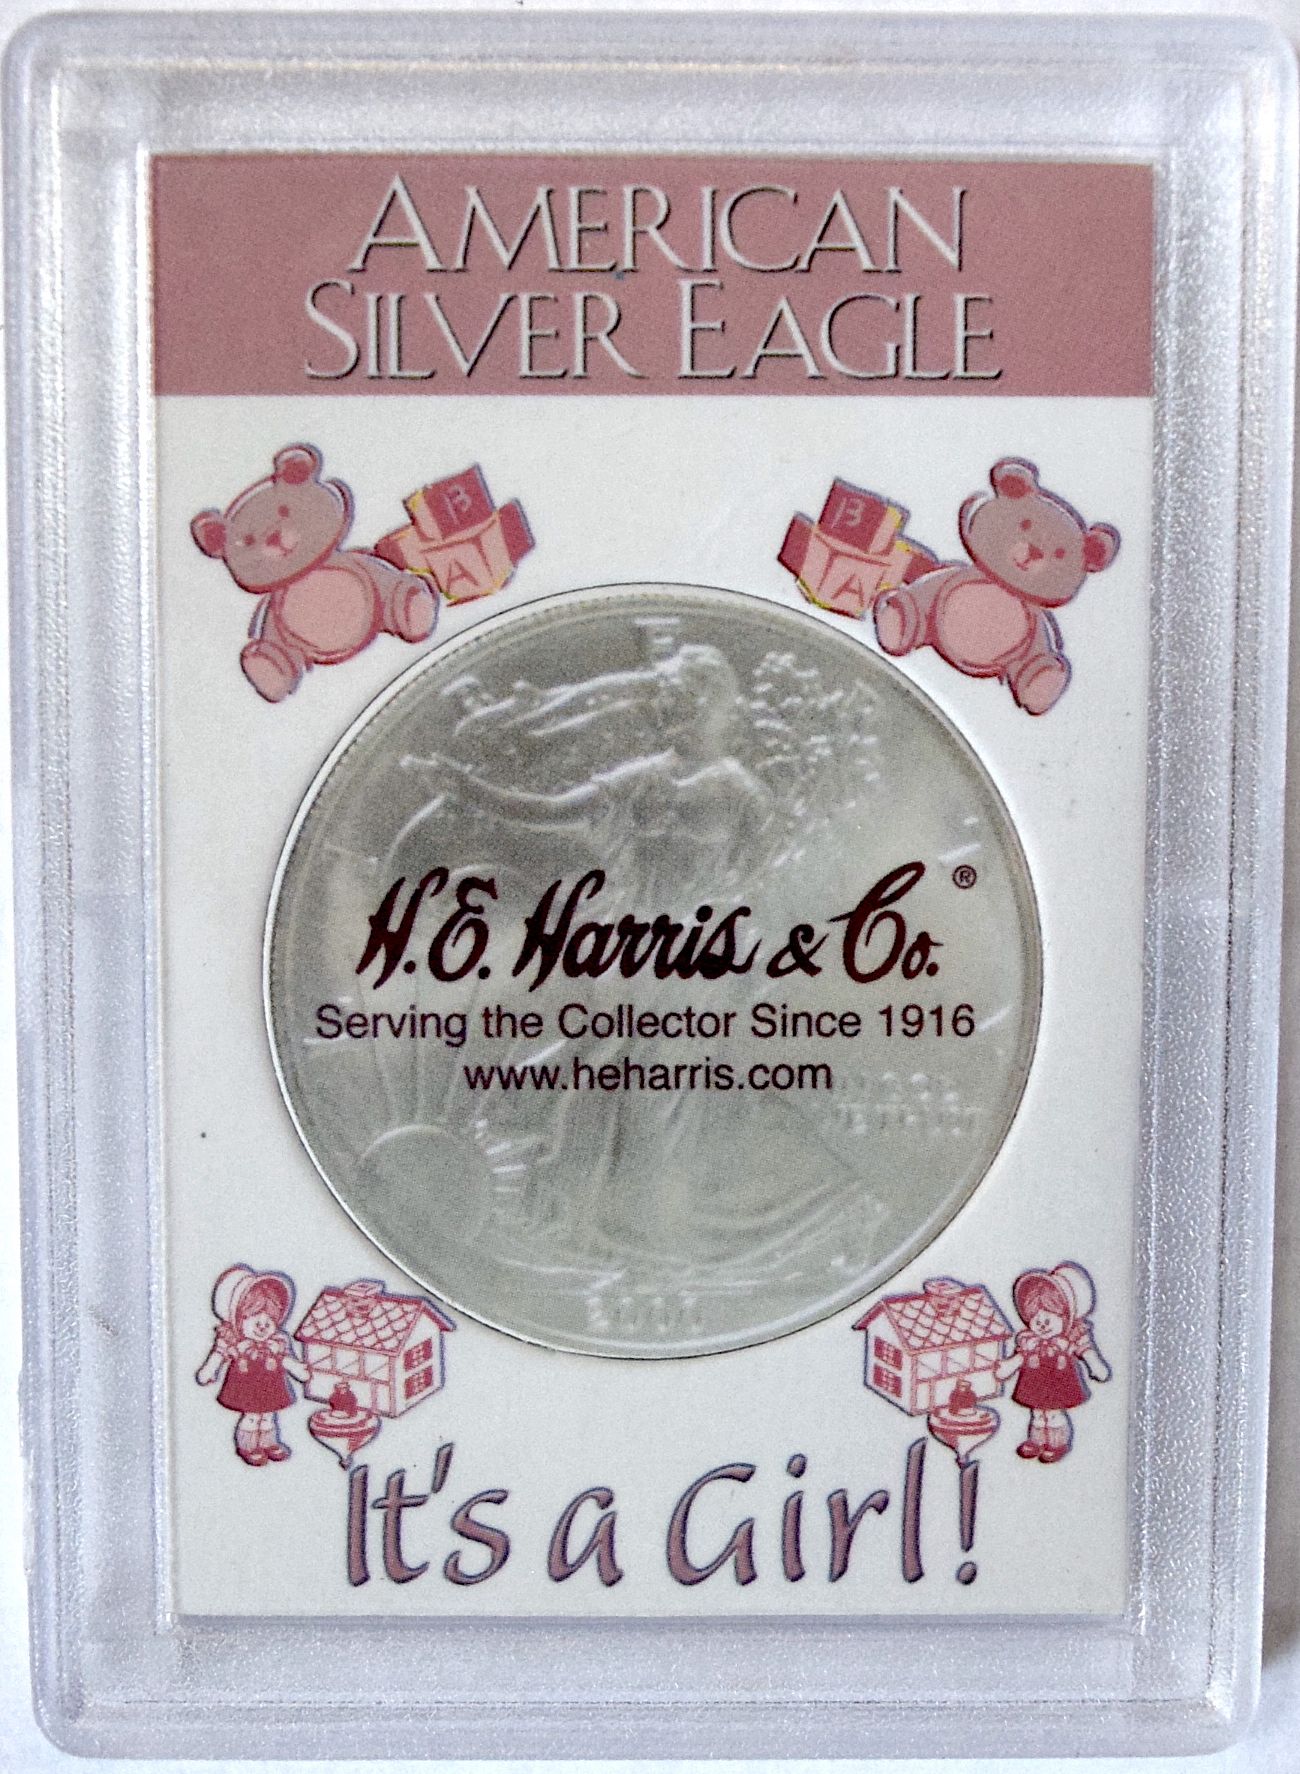 AMERICAN
SILVER EAGLE
B
A
B
A
H.E. Harris & Co.®
Serving the Collector Since 1916
www.heharris.com
It's a Girl!